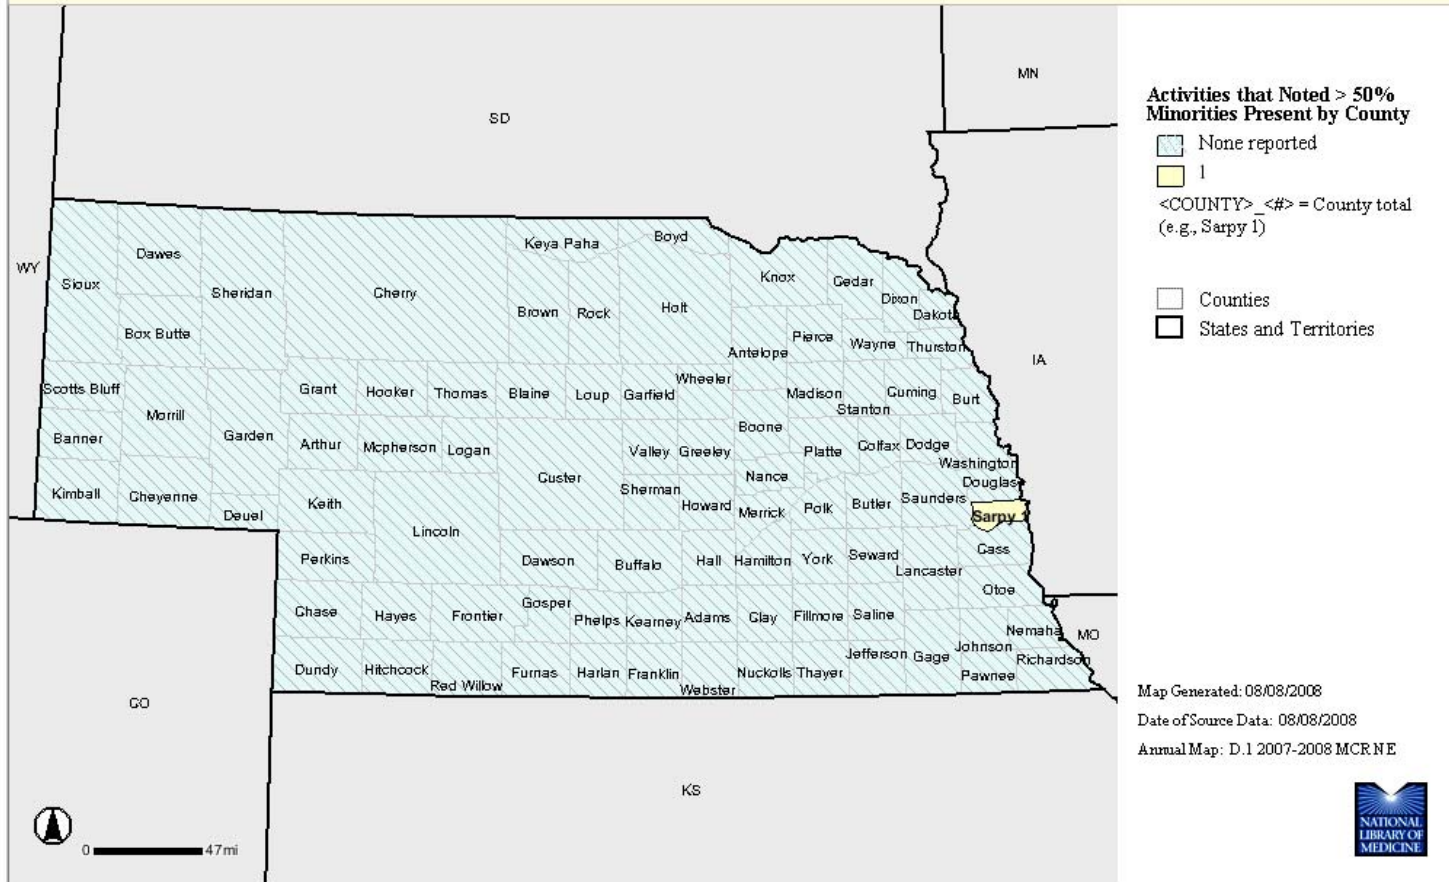 MN
SD
Activities that Noted > 50%
Minorities Present by County
None reported
1
<COUNTY>_<#> = County total
(e.g., Sarpy 1)
Counties
States and Territories
WY
IA
Keya Paha
Boyd
Dawes
Sioux
Sheridan
Cherry
Knox
Cedar
Dixon
Dakota
Brown
Rock
Holt
Box Butte
Pierce
Wayne
Thurston
Antelope
Scotts Bluff
Grant
Hooker
Thomas
Blaine
Loup
Garfield
Wheeler
Madison
Stanton
Cuming
Burt
Morrill
Banner
Garden
Arthur
Mcpherson
Logan
Valley
Greeley
Boone
Platte
Colfax
Dodge
Washington
Custer
Nance
Douglas
Kimball
Cheyenne
Deuel
Keith
Sherman
Howard
Merrick
Polk
Butler
Saunders
Sarpy 1
Lincoln
Perkins
Dawson
Buffalo
Hall
Hamilton
York
Seward
Lancaster
Cass
Otoe
Chase
Hayes
Frontier
Gosper
Phelps
Kearney
Adams
Clay
Fillmore
Saline
Nemaha
MO
Dundy
Hitchcock
Red Willow
Furnas
Harlan
Franklin
Webster
Nuckolls
Thayer
Jefferson
Gage
Johnson
Pawnee
Richardson
CO
KS
0 47mi
Map Generated: 08/08/2008
Date of Source Data: 08/08/2008
Annual Map: D.1 2007-2008 MCR NE
NATIONAL
LIBRARY OF
MEDICINE